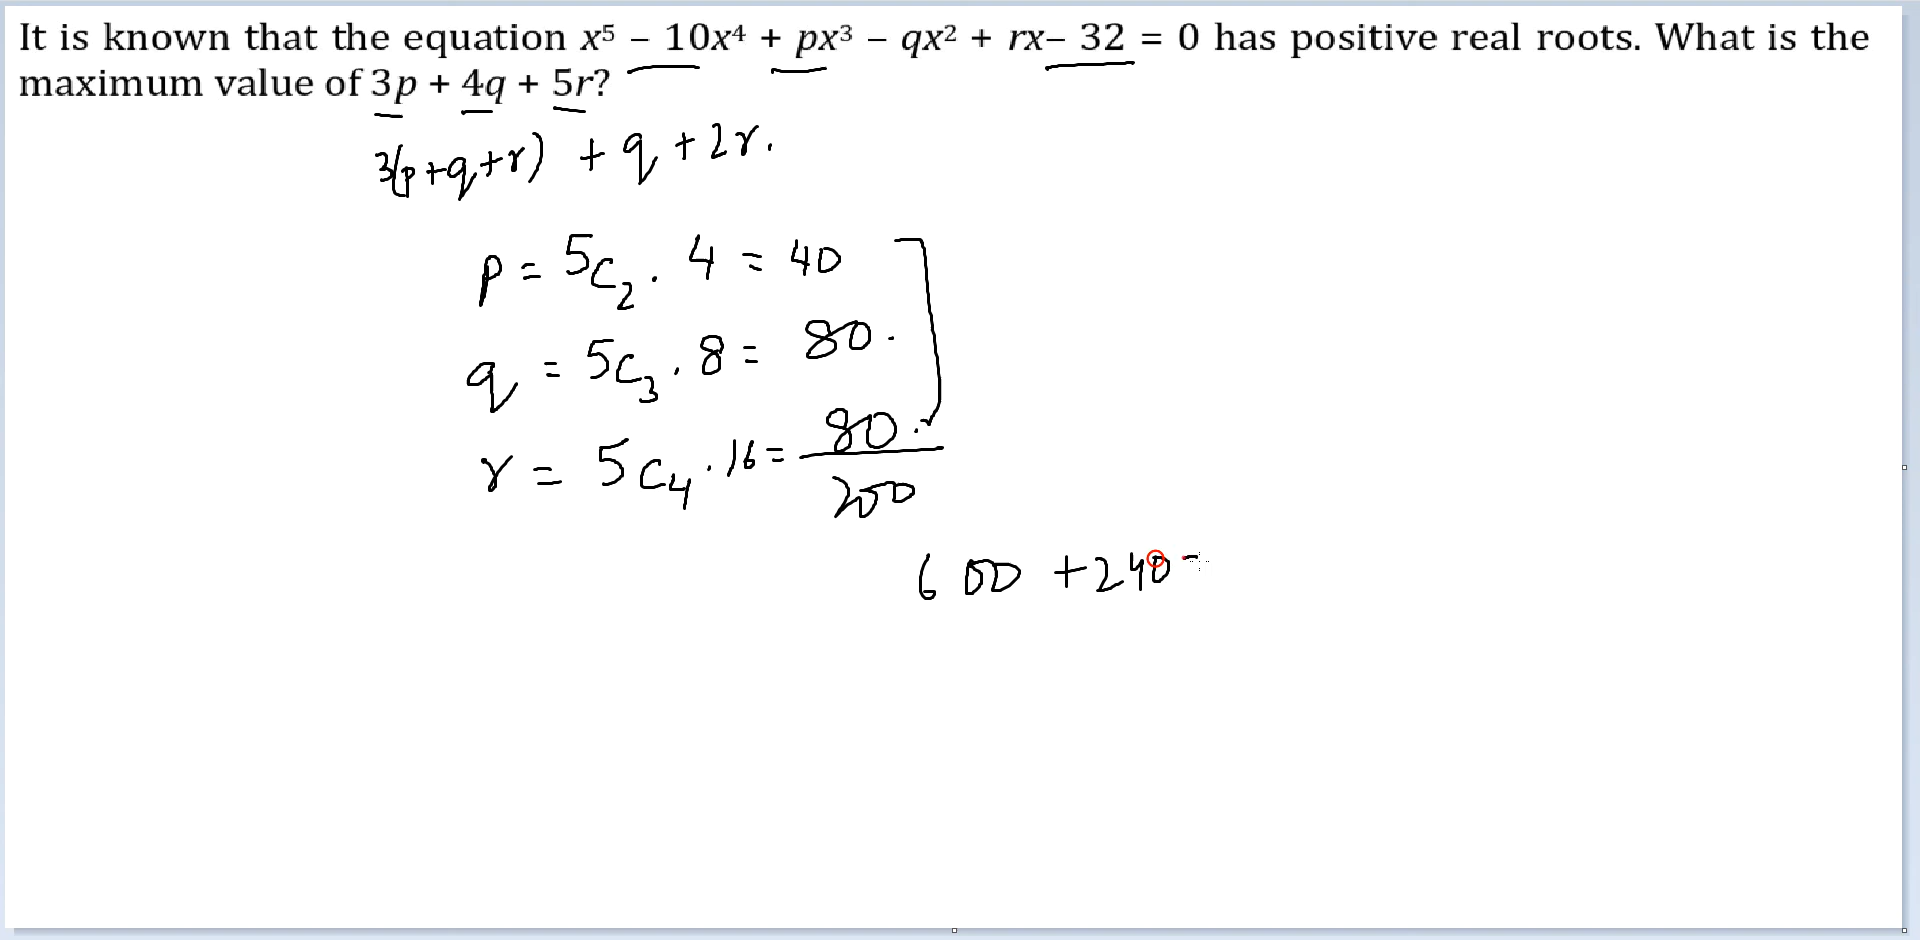 It is known that the equation x⁵ – 10x⁴ + px³ – qx² + rx– 32 = 0 has positive real roots. What is the
maximum value of 3p + 4q + 5r?
3(p+q+r) + q + 2r.
p = 5c₂ . 4 = 40
q = 5c₃ . 8 = 80.
r = 5c₄ . 16 = 80.
200
600 + 240 =